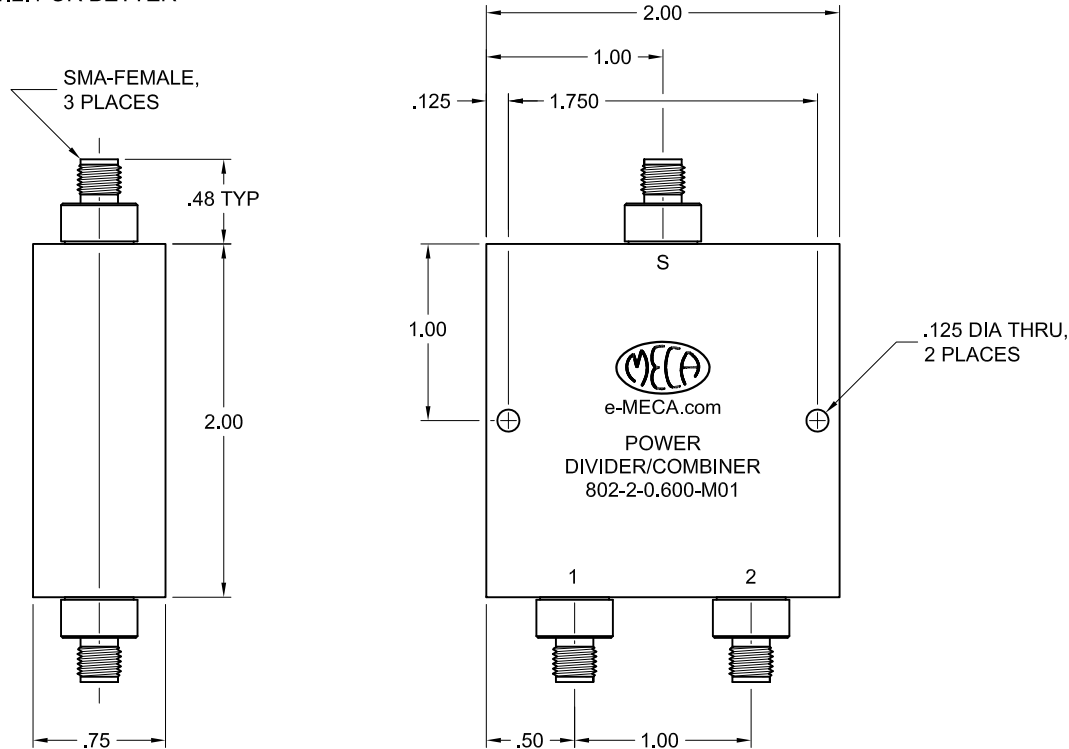 2.00
1.00
SMA-FEMALE,
3 PLACES
.125
1.750
.48 TYP
S
1.00
.125 DIA THRU,
2 PLACES
MECA
e-MECA.com
2.00
POWER
DIVIDER/COMBINER
802-2-0.600-M01
1
2
.75
.50
1.00